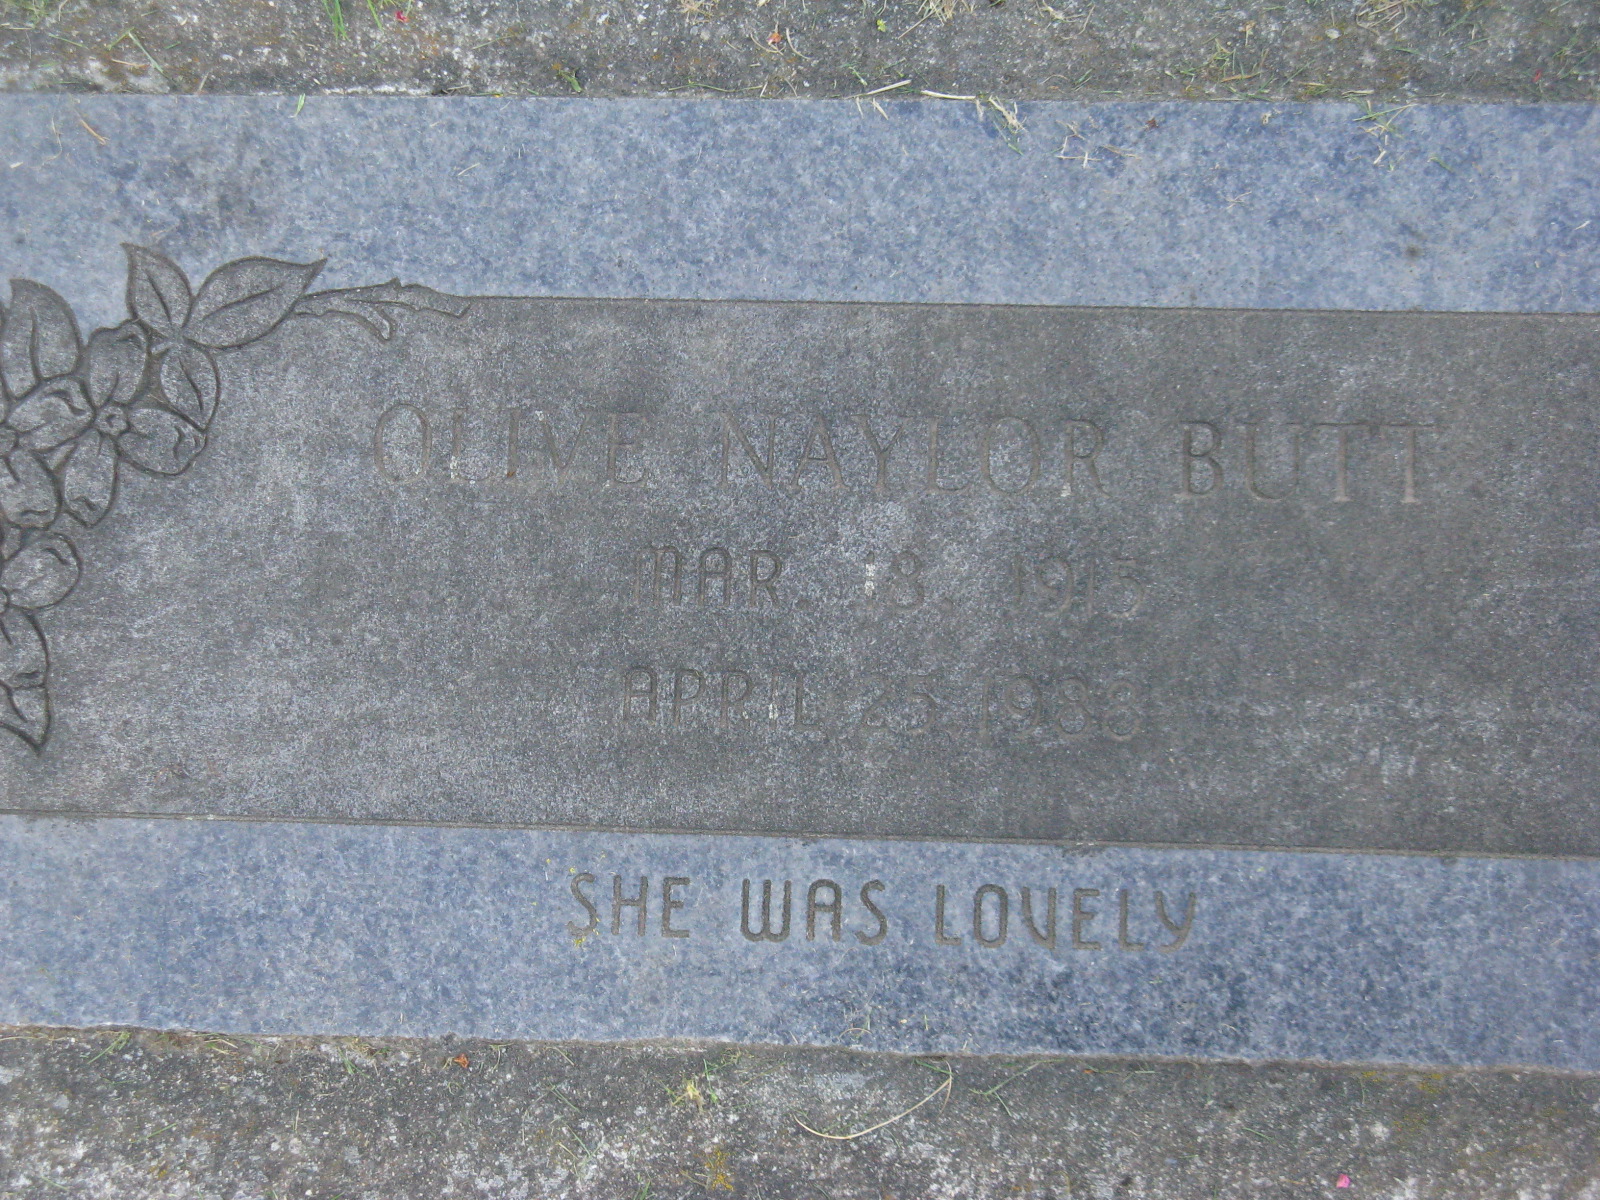 OLIVE NAYLOR BUTT
MAR. 18, 1915
APRIL 25, 1988
SHE WAS LOVELY